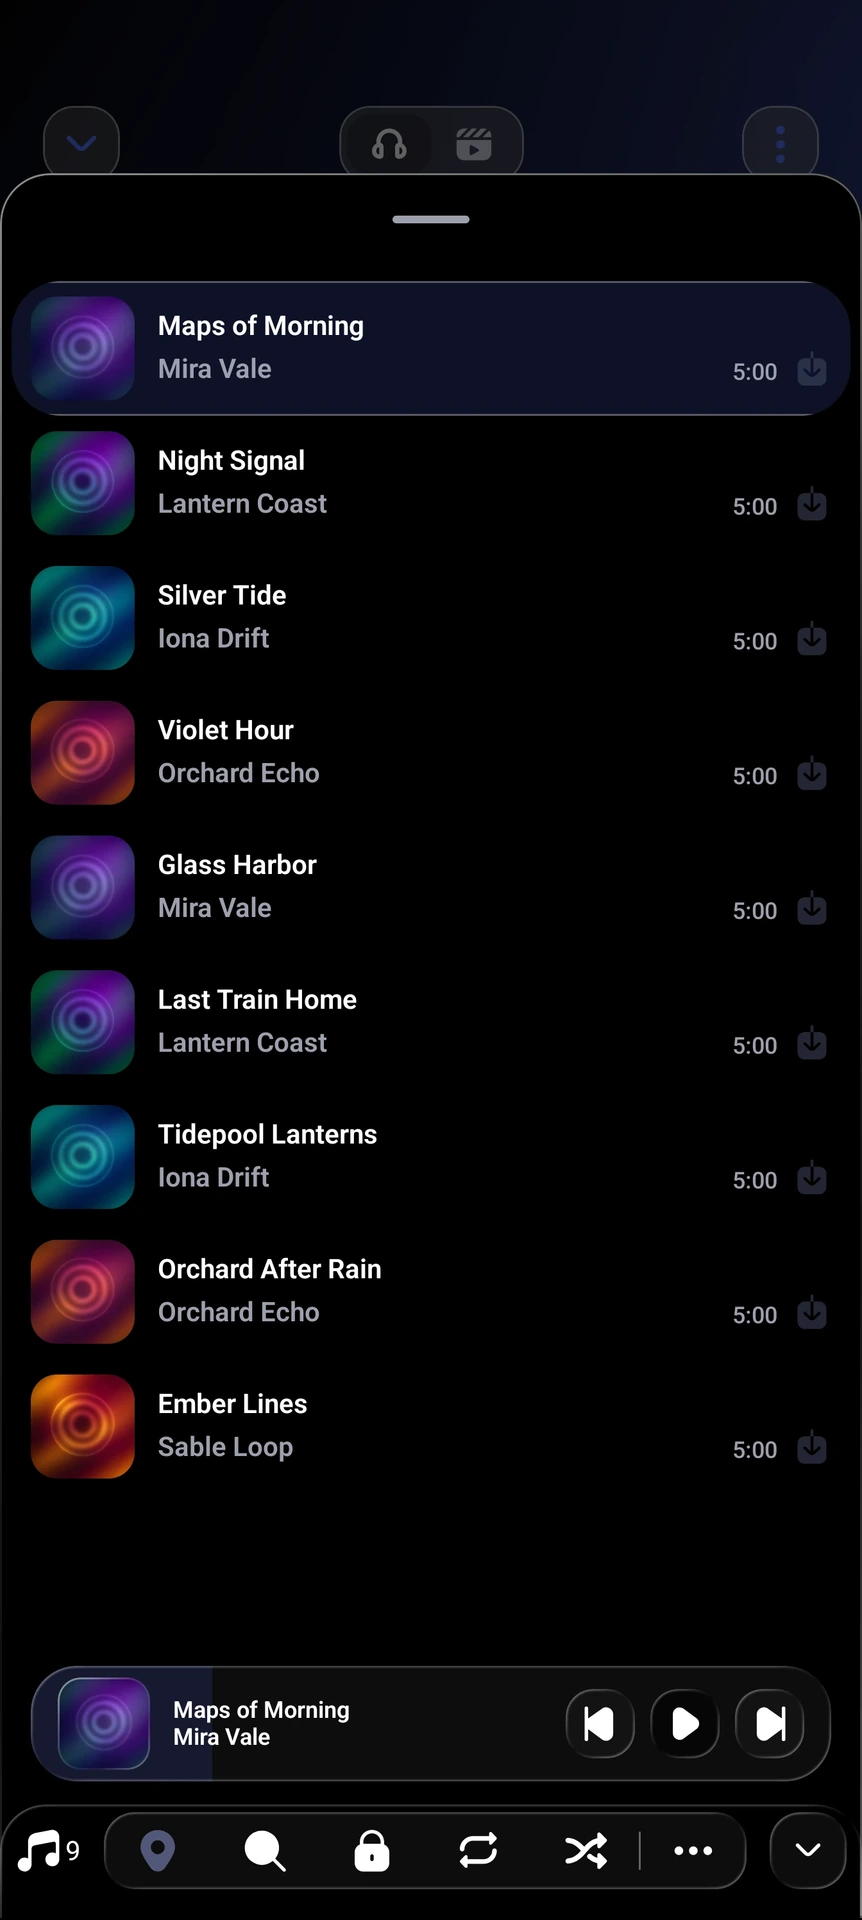 Maps of Morning
Mira Vale
5:00
Night Signal
Lantern Coast
5:00
Silver Tide
Iona Drift
5:00
Violet Hour
Orchard Echo
5:00
Glass Harbor
Mira Vale
5:00
Last Train Home
Lantern Coast
5:00
Tidepool Lanterns
Iona Drift
5:00
Orchard After Rain
Orchard Echo
5:00
Ember Lines
Sable Loop
5:00
Maps of Morning
Mira Vale
9